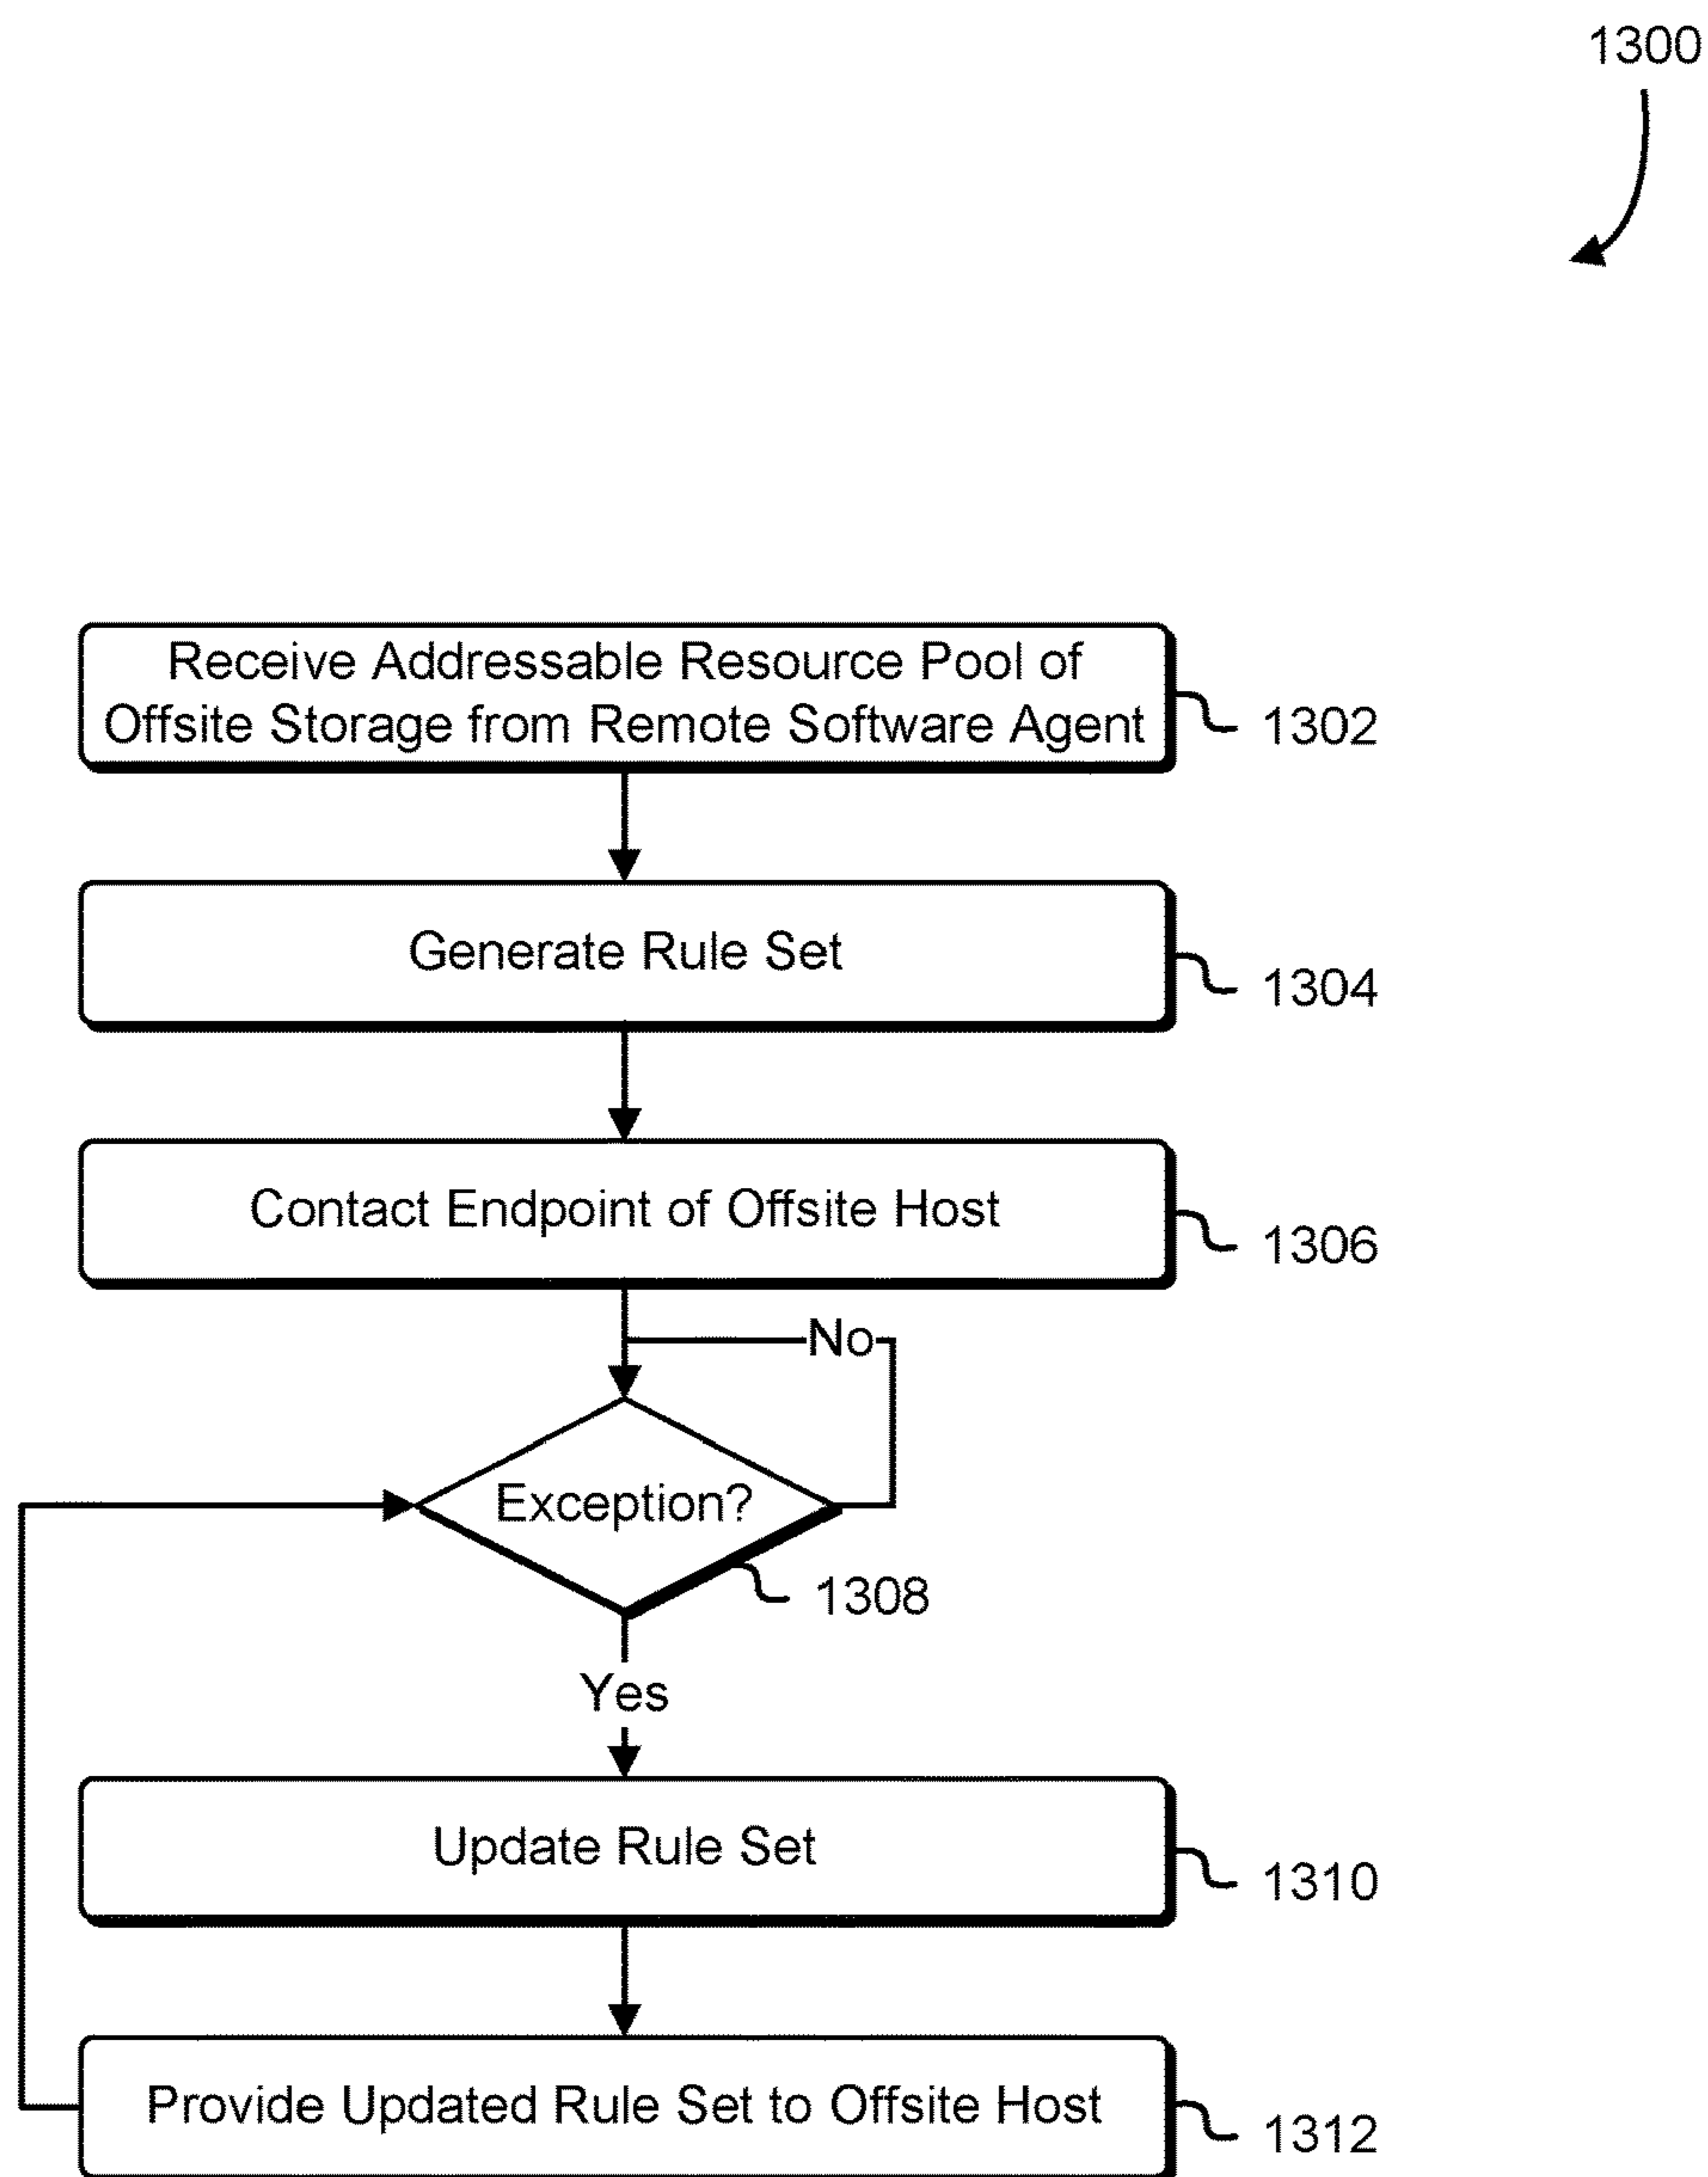 1300
Receive Addressable Resource Pool of
Offsite Storage from Remote Software Agent
1302
Generate Rule Set
1304
Contact Endpoint of Offsite Host
1306
No
Exception?
1308
Yes
Update Rule Set
1310
Provide Updated Rule Set to Offsite Host
1312